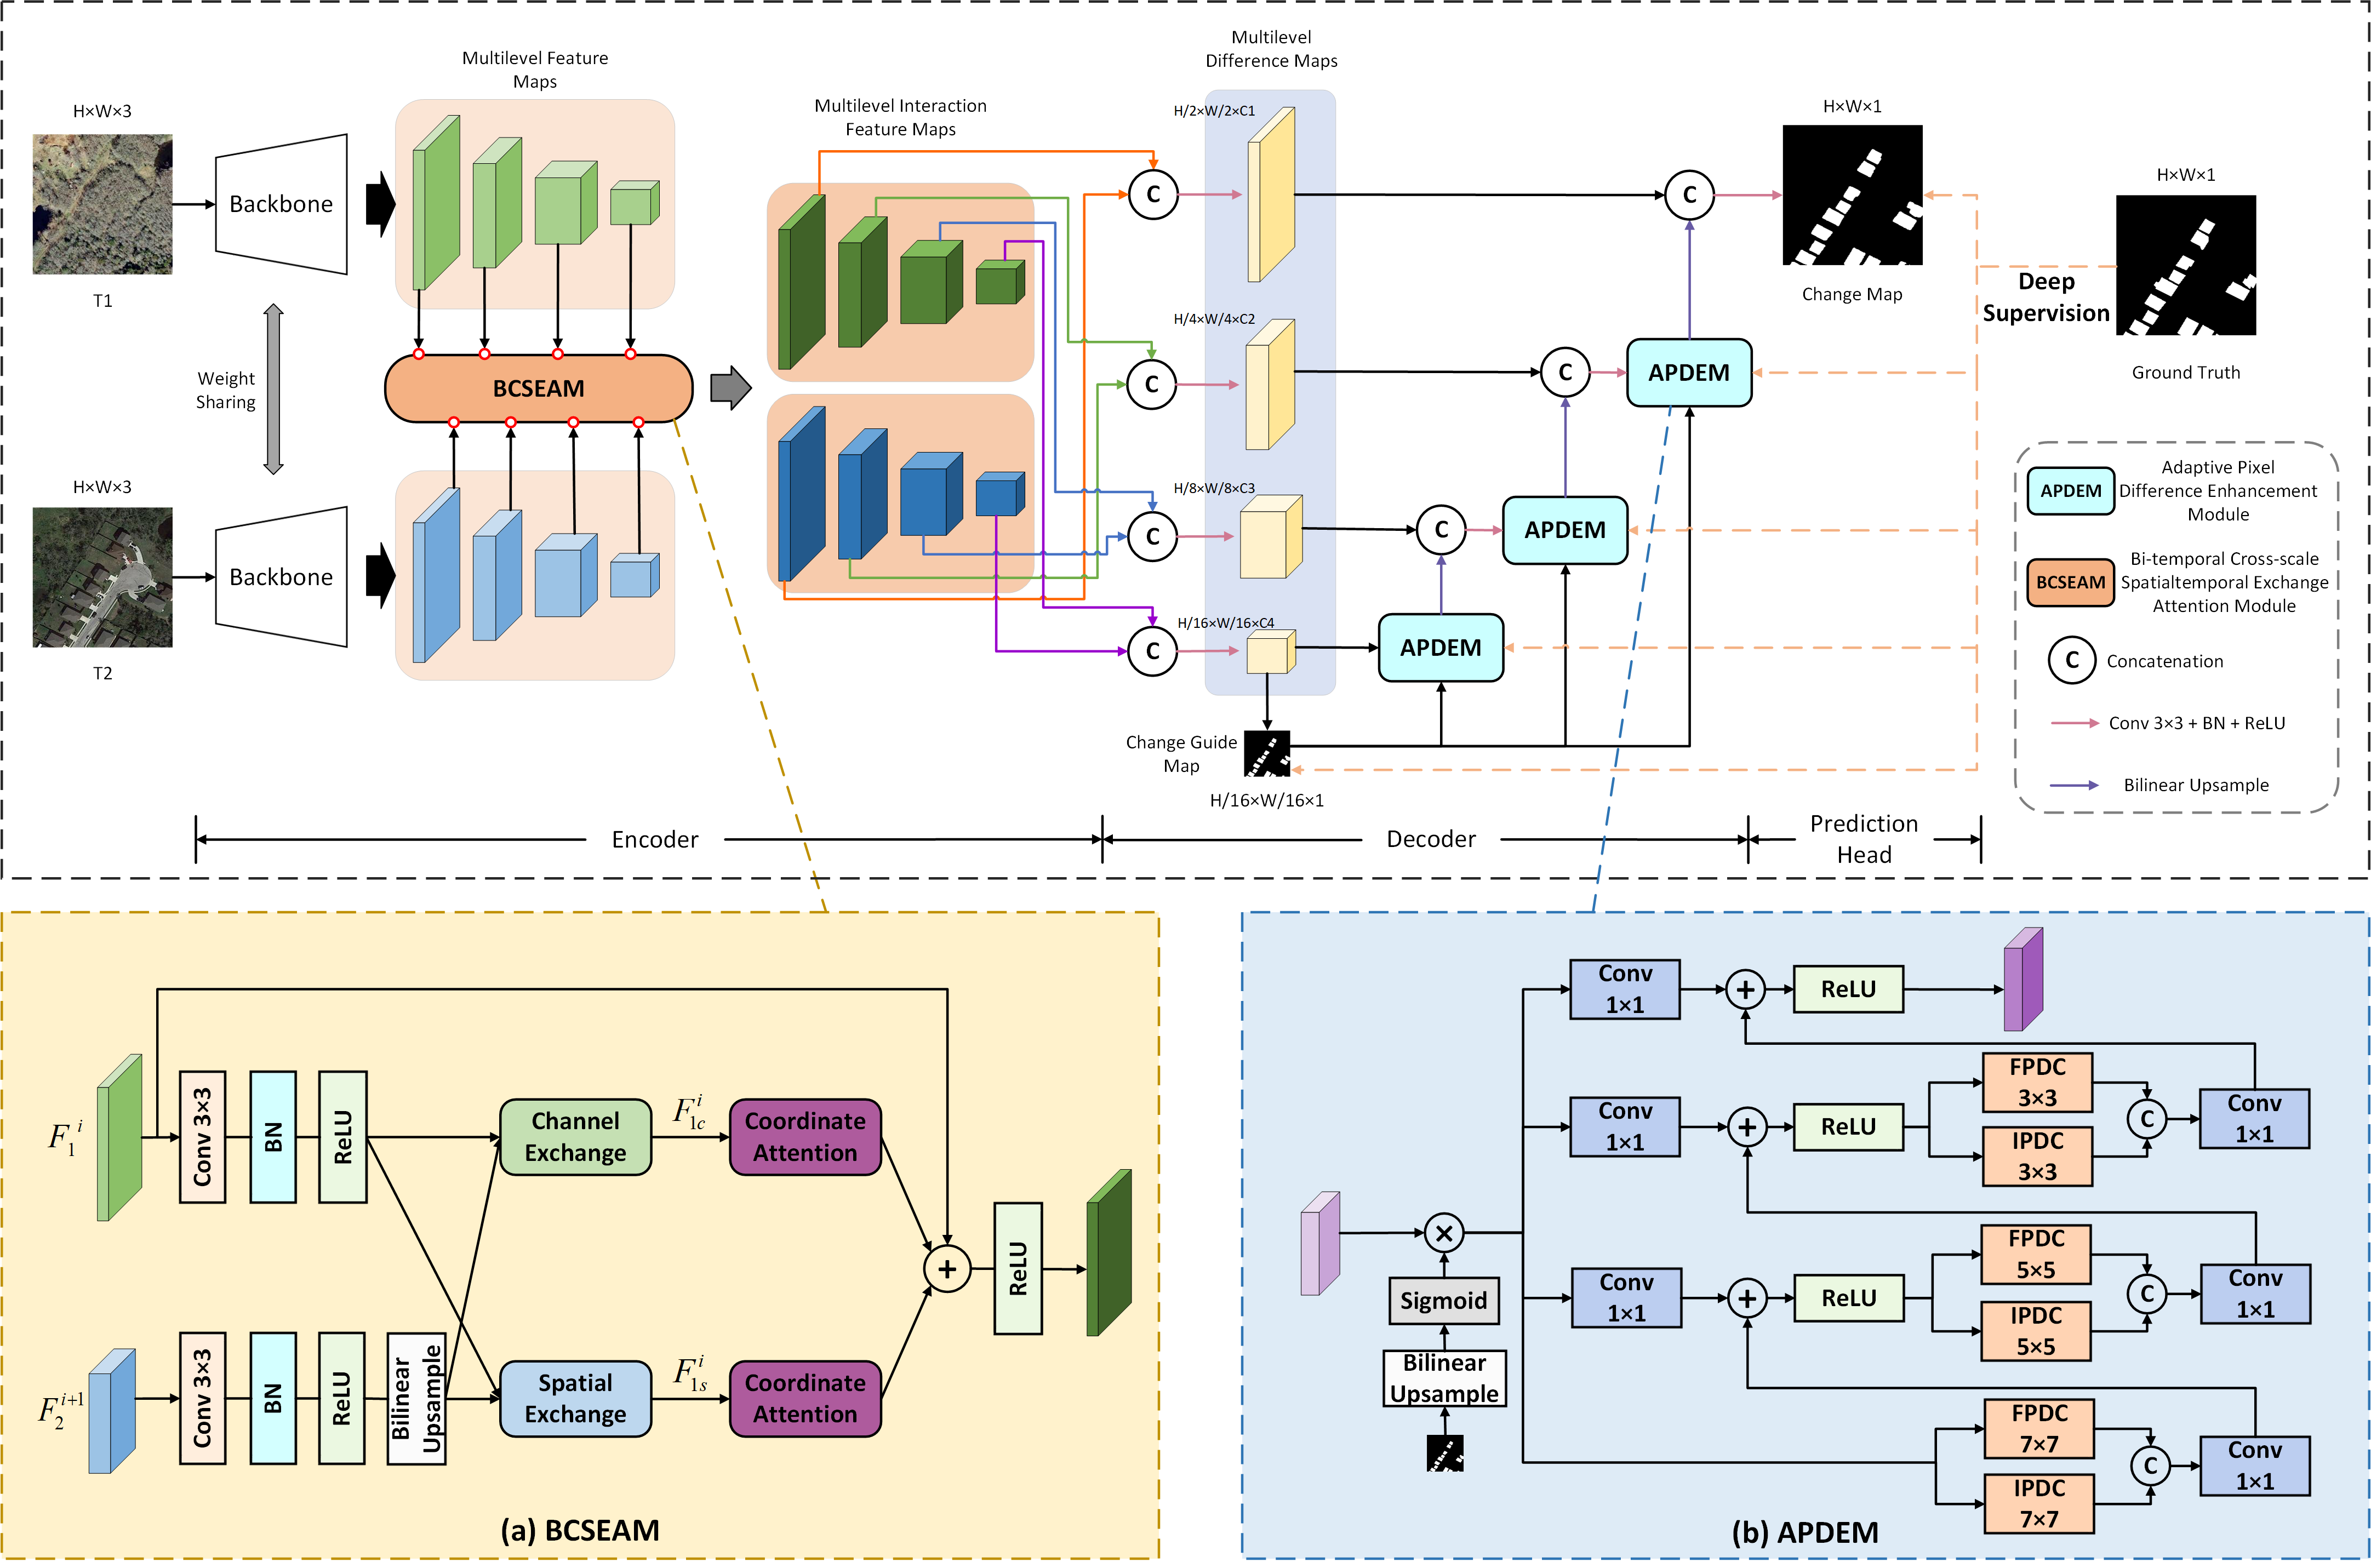 Multilevel Feature
Maps
H×W×3
T1
Backbone
Weight
Sharing
BCSEAM
H×W×3
T2
Backbone
Multilevel Interaction
Feature Maps
Multilevel
Difference Maps
H/2×W/2×C1
C
H/4×W/4×C2
C
H/8×W/8×C3
C
H/16×W/16×C4
C
Change Guide
Map
H/16×W/16×1
C
C
C
APDEM
APDEM
APDEM
H×W×1
Change Map
Deep
Supervision
H×W×1
Ground Truth
APDEM
Adaptive Pixel
Difference Enhancement
Module
BCSEAM
Bi-temporal Cross-scale
Spatialtemporal Exchange
Attention Module
C
Concatenation
Conv 3×3 + BN + ReLU
Bilinear Upsample
Encoder
Decoder
Prediction
Head
F₁ⁱ
Conv 3×3
BN
ReLU
Channel
Exchange
F₁cⁱ
Coordinate
Attention
F₂ⁱ⁺¹
Conv 3×3
BN
ReLU
Bilinear
Upsample
Spatial
Exchange
F₁sⁱ
Coordinate
Attention
+
ReLU
(a) BCSEAM
×
Sigmoid
Bilinear
Upsample
Conv
1×1
+
ReLU
Conv
1×1
+
ReLU
FPDC
3×3
IPDC
3×3
C
Conv
1×1
Conv
1×1
+
ReLU
FPDC
5×5
IPDC
5×5
C
Conv
1×1
FPDC
7×7
IPDC
7×7
C
Conv
1×1
(b) APDEM